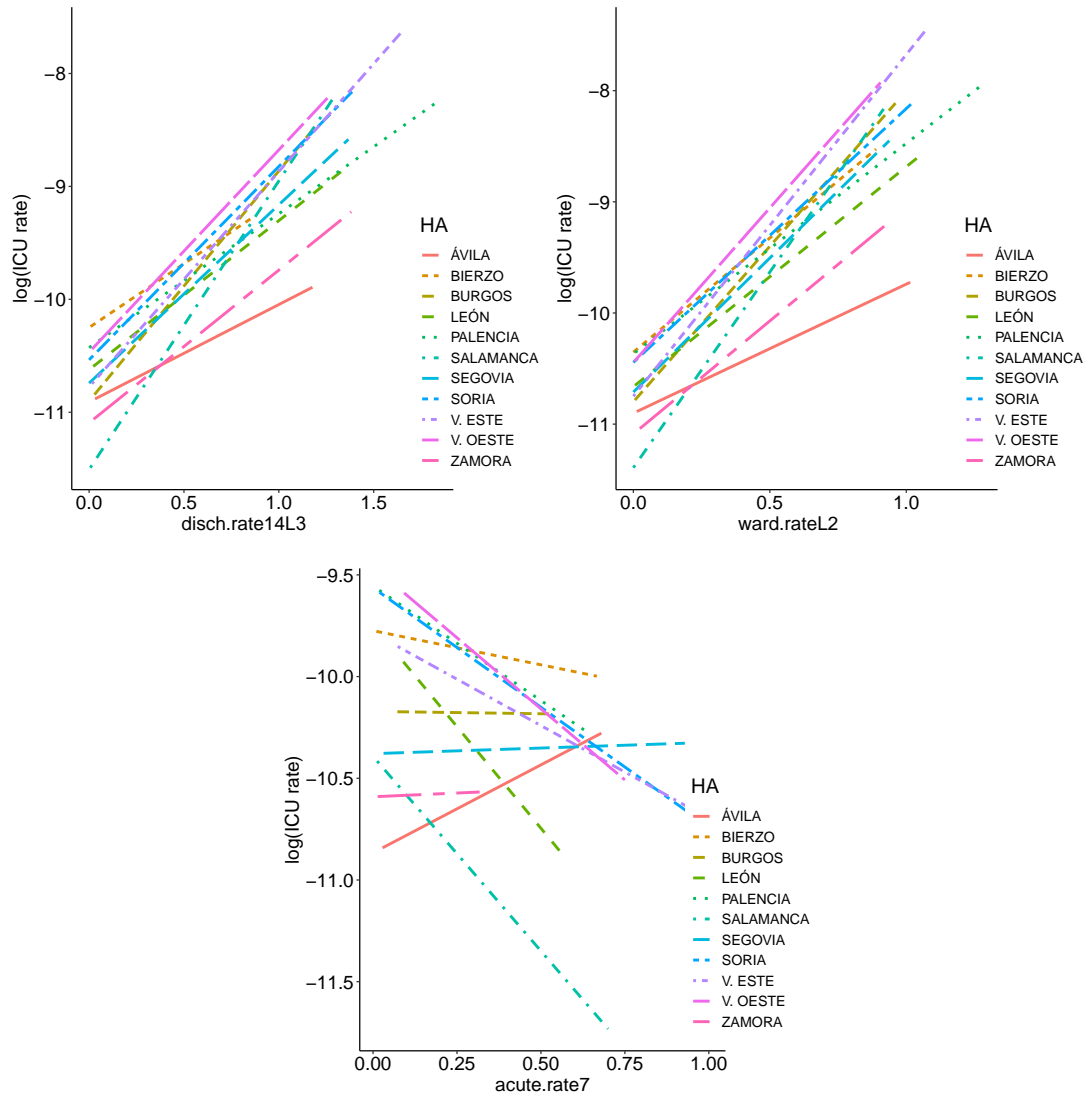 log(ICU rate)
−8
−9
−10
−11
0.0 0.5 1.0 1.5
disch.rate14L3
HA
ÁVILA
BIERZO
BURGOS
LEÓN
PALENCIA
SALAMANCA
SEGOVIA
SORIA
V. ESTE
V. OESTE
ZAMORA
log(ICU rate)
−8
−9
−10
−11
0.0 0.5 1.0
ward.rateL2
HA
ÁVILA
BIERZO
BURGOS
LEÓN
PALENCIA
SALAMANCA
SEGOVIA
SORIA
V. ESTE
V. OESTE
ZAMORA
log(ICU rate)
−9.5
−10.0
−10.5
−11.0
−11.5
0.00 0.25 0.50 0.75 1.00
acute.rate7
HA
ÁVILA
BIERZO
BURGOS
LEÓN
PALENCIA
SALAMANCA
SEGOVIA
SORIA
V. ESTE
V. OESTE
ZAMORA